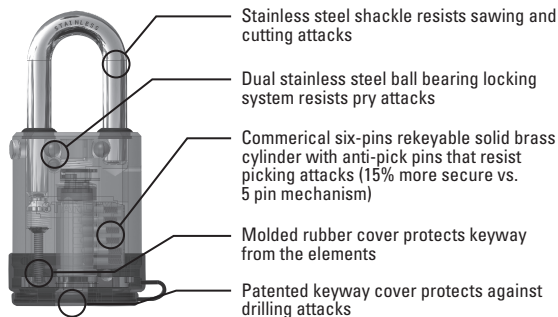 STAINLESS
Stainless steel shackle resists sawing and
cutting attacks
Dual stainless steel ball bearing locking
system resists pry attacks
Commerical six-pins rekeyable solid brass
cylinder with anti-pick pins that resist
picking attacks (15% more secure vs.
5 pin mechanism)
Molded rubber cover protects keyway
from the elements
Patented keyway cover protects against
drilling attacks